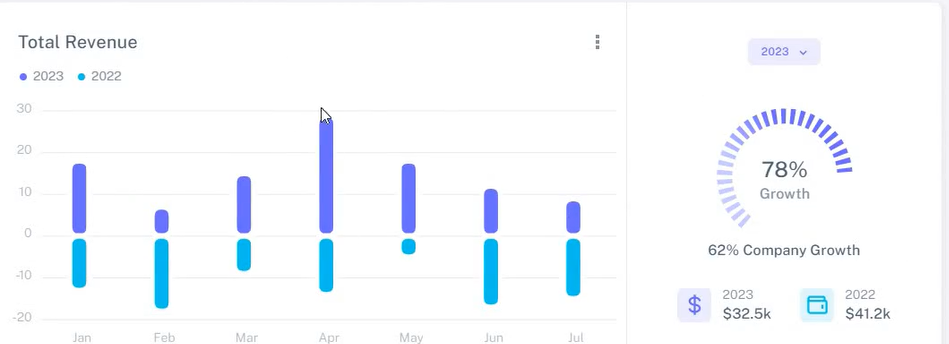 Total Revenue
2023
2022
30
20
10
0
-10
-20
Jan Feb Mar Apr May Jun Jul
2023
78%
Growth
62% Company Growth
$
2023
$32.5k
2022
$41.2k